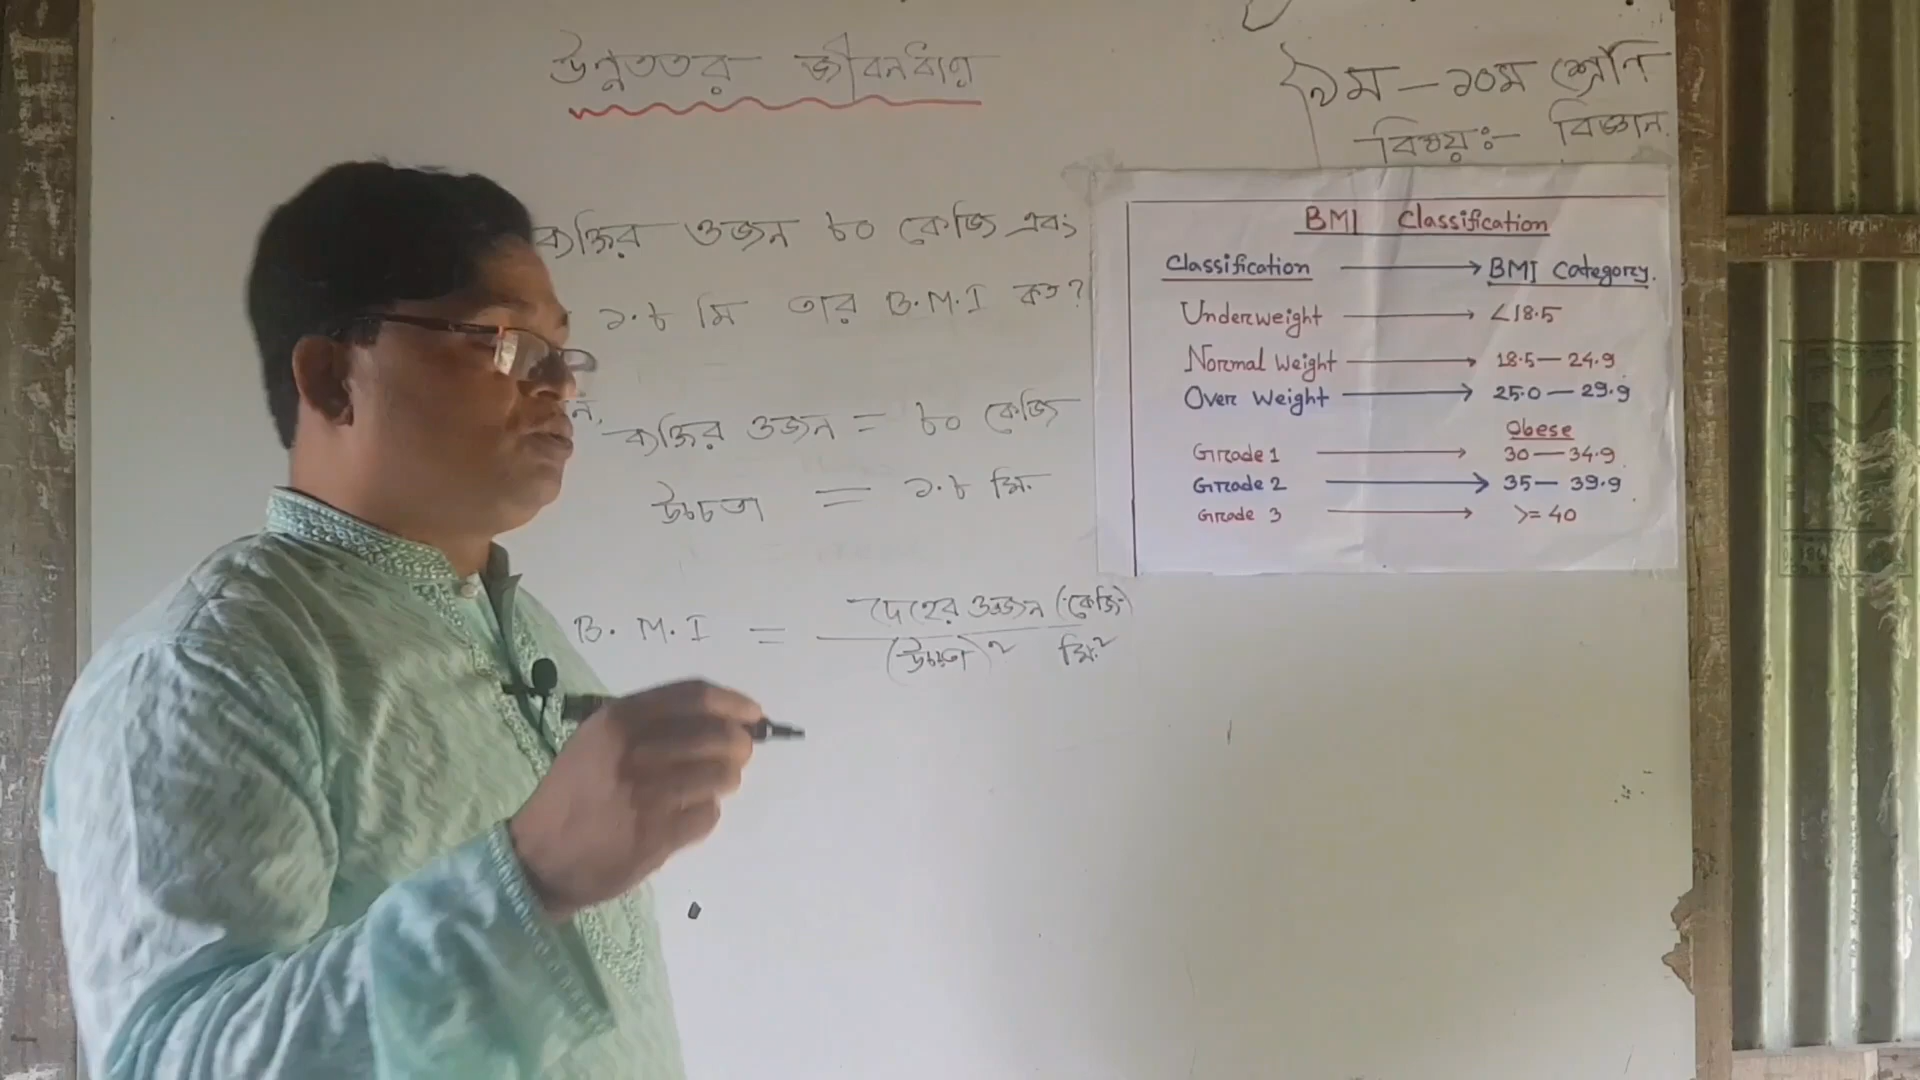 উন্নততর জীবনধারা
৯ম - ১০ম শ্রেণি
বিষয়ঃ- বিজ্ঞান
ব্যক্তির ওজন ৮০ কেজি এবং
১.৮ মি তার B.M.I কত?
ব্যক্তির ওজন = ৮০ কেজি
উচ্চতা = ১.৮ মি.
B. M. I = দেহের ওজন (কেজি)
(উচ্চতা)² মি.²
BMI Classification
Classification → BMI Category.
Underweight → <18.5
Normal Weight → 18.5 — 24.9
Over Weight → 25.0 — 29.9
Obese
Grade 1 → 30 — 34.9
Grade 2 → 35 — 39.9
Grade 3 → >= 40